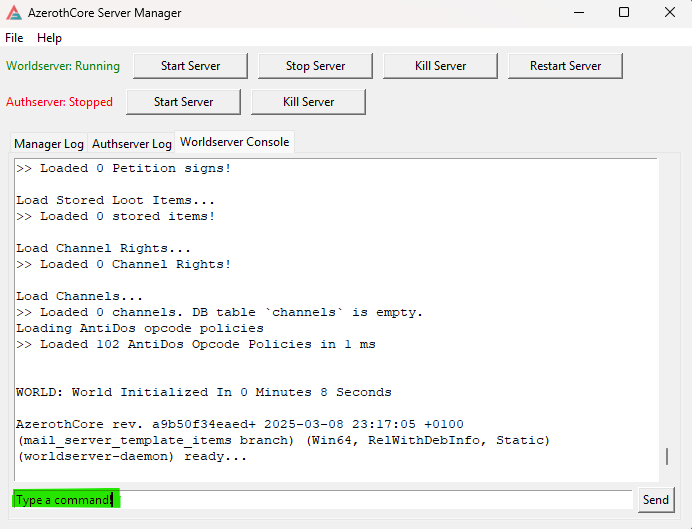 AzerothCore Server Manager
File Help
Worldserver: Running Start Server Stop Server Kill Server Restart Server
Authserver: Stopped Start Server Kill Server
Manager Log Authserver Log Worldserver Console
>> Loaded 0 Petition signs!
Load Stored Loot Items...
>> Loaded 0 stored items!
Load Channel Rights...
>> Loaded 0 Channel Rights!
Load Channels...
>> Loaded 0 channels. DB table `channels` is empty.
Loading AntiDos opcode policies
>> Loaded 102 AntiDos Opcode Policies in 1 ms
WORLD: World Initialized In 0 Minutes 8 Seconds
AzerothCore rev. a9b50f34eaed+ 2025-03-08 23:17:05 +0100
(mail_server_template_items branch) (Win64, RelWithDebInfo, Static)
(worldserver-daemon) ready...
Type a command! Send